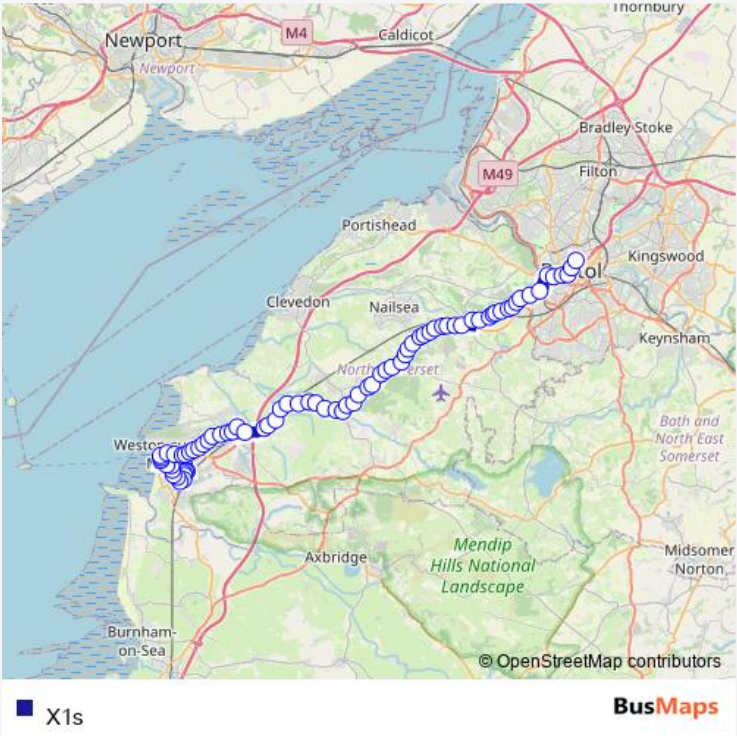 Thornbury
M4
Caldicot
Newport
Newport
Bradley Stoke
M49
Filton
Portishead
Kingswood
Clevedon
Nailsea
Keynsham
Bath and
North East
Somerset
Axbridge
Mendip
Hills National
Landscape
Midsomer
Norton
Burnham-
on-Sea
© OpenStreetMap contributors
X1s
BusMaps